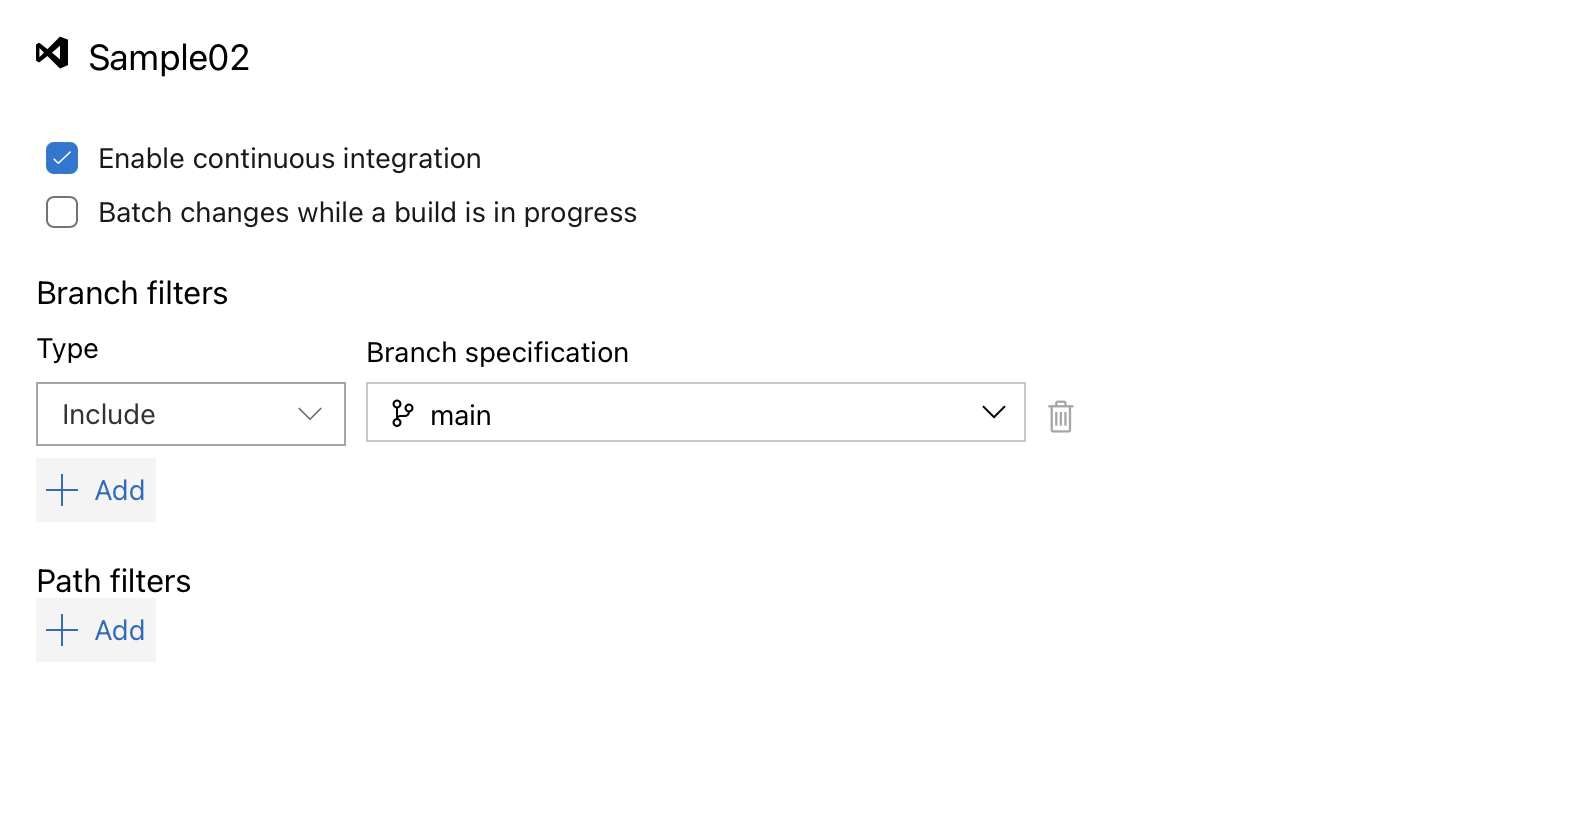 Sample02
Enable continuous integration
Batch changes while a build is in progress
Branch filters
Type
Branch specification
Include
main
Add
Path filters
Add